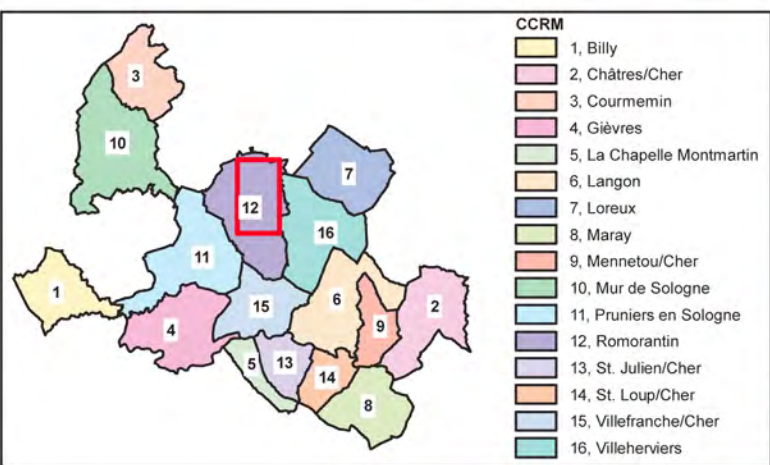 CCRM
1, Billy
2, Châtres/Cher
3, Courmemin
4, Gièvres
5, La Chapelle Montmartin
6, Langon
7, Loreux
8, Maray
9, Mennetou/Cher
10, Mur de Sologne
11, Pruniers en Sologne
12, Romorantin
13, St. Julien/Cher
14, St. Loup/Cher
15, Villefranche/Cher
16, Villeherviers
3
10
7
12
16
11
1
2
15
6
4
9
5
13
14
8